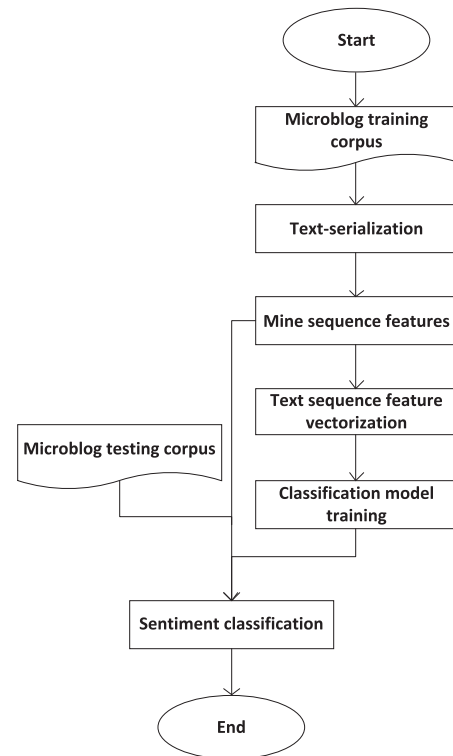 Start
Microblog training
corpus
Text-serialization
Mine sequence features
Text sequence feature
vectorization
Microblog testing corpus
Classification model
training
Sentiment classification
End